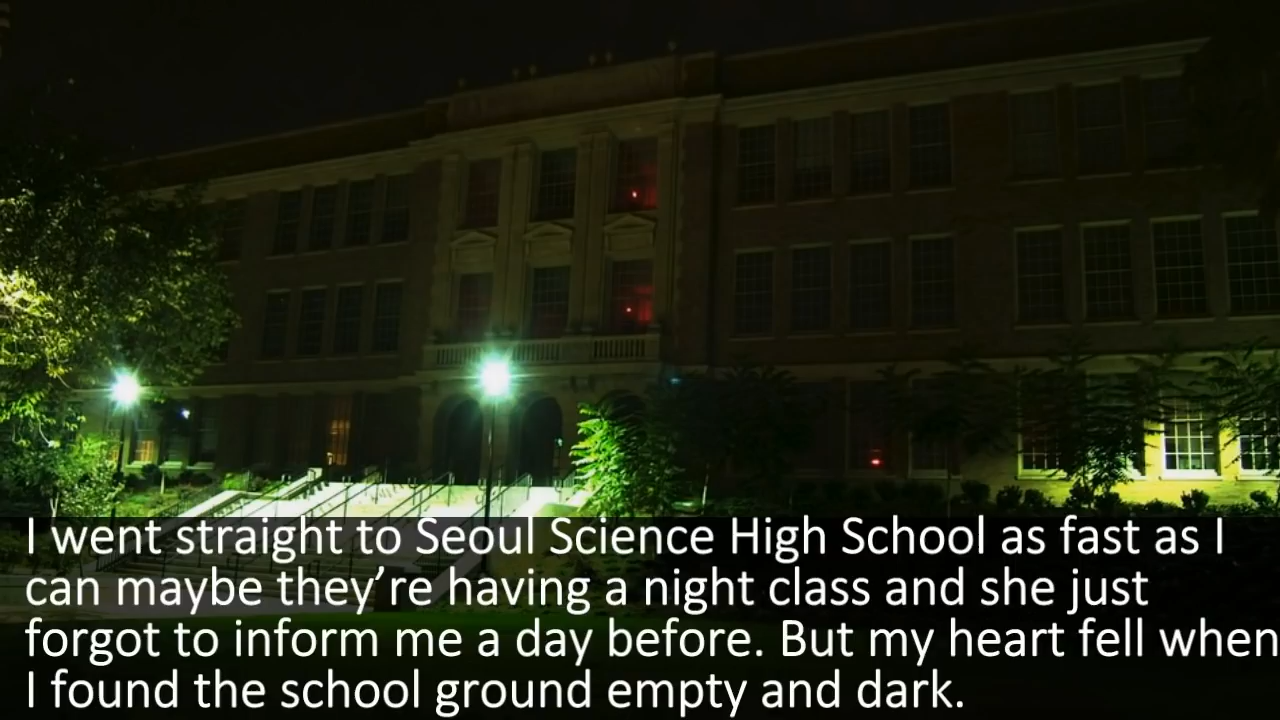 I went straight to Seoul Science High School as fast as I
can maybe they’re having a night class and she just
forgot to inform me a day before. But my heart fell when
I found the school ground empty and dark.